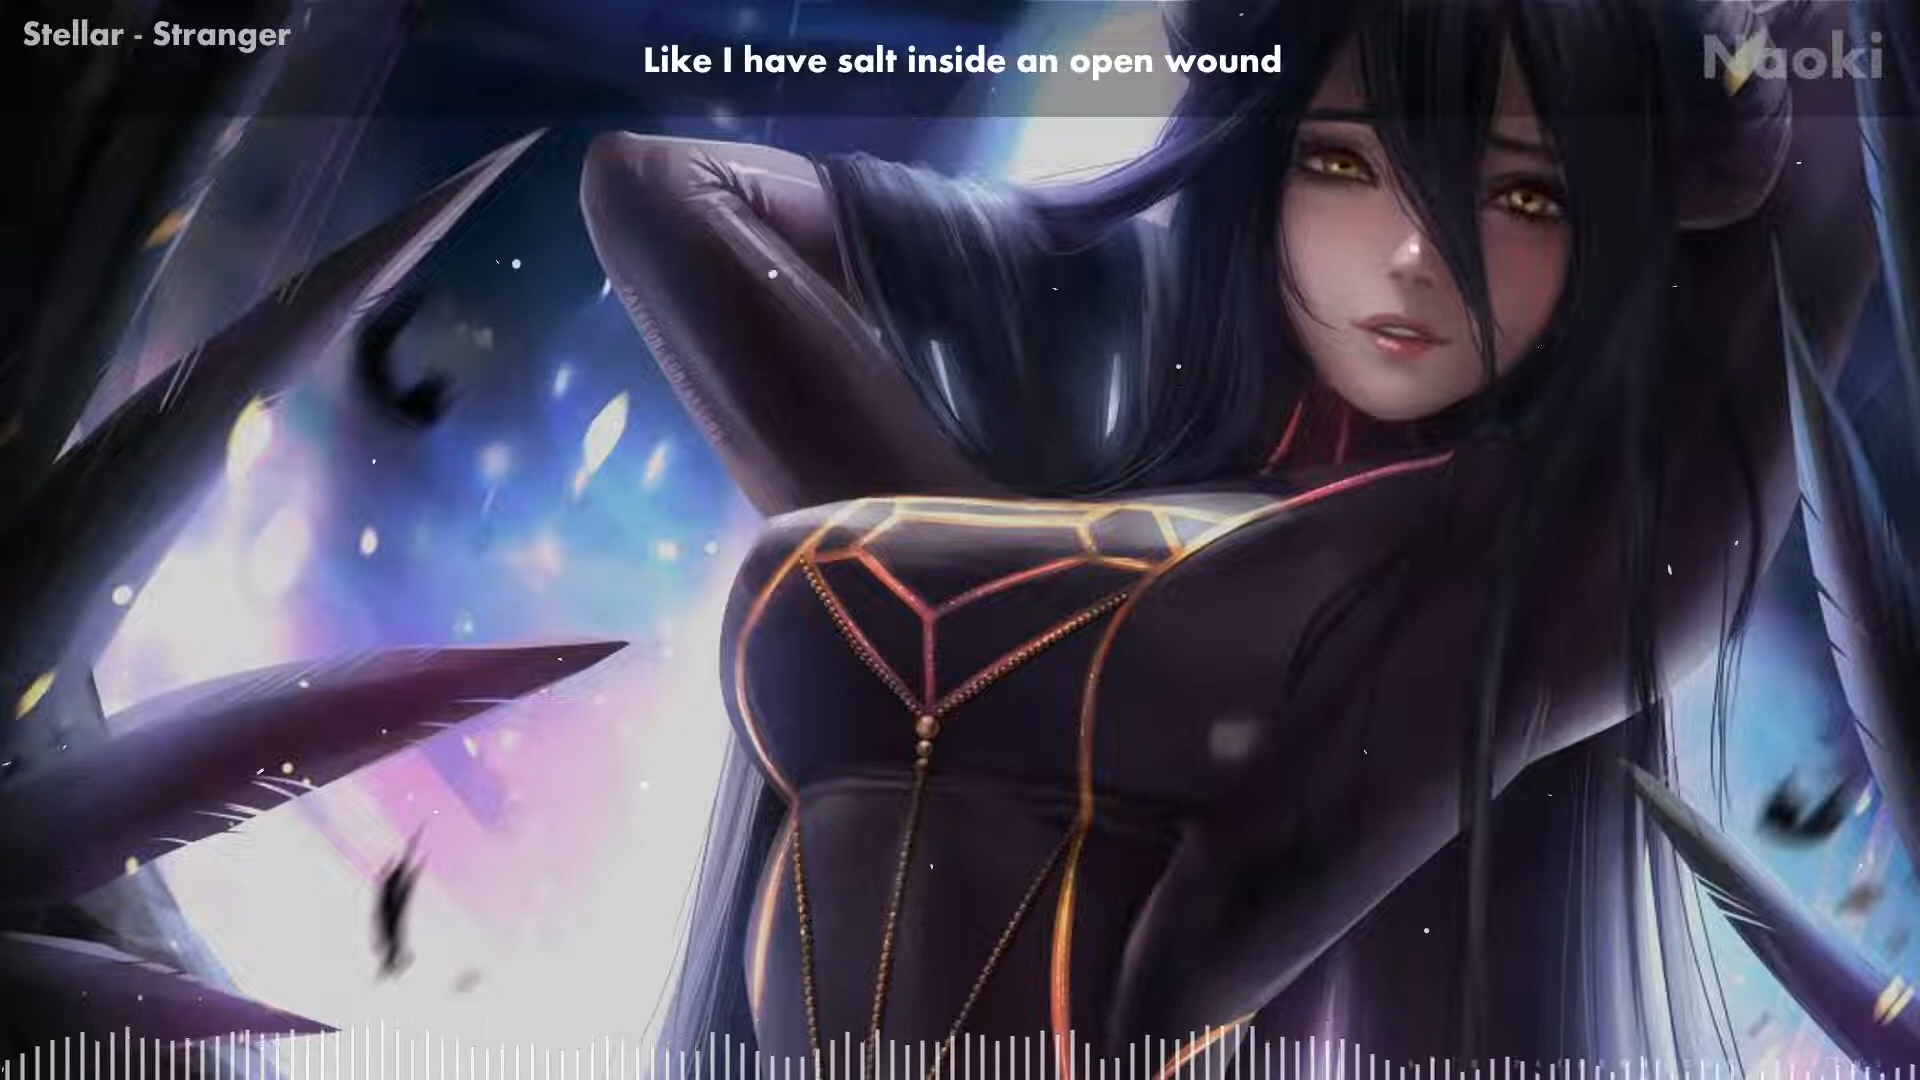 Stellar - Stranger
Like I have salt inside an open wound
Naoki